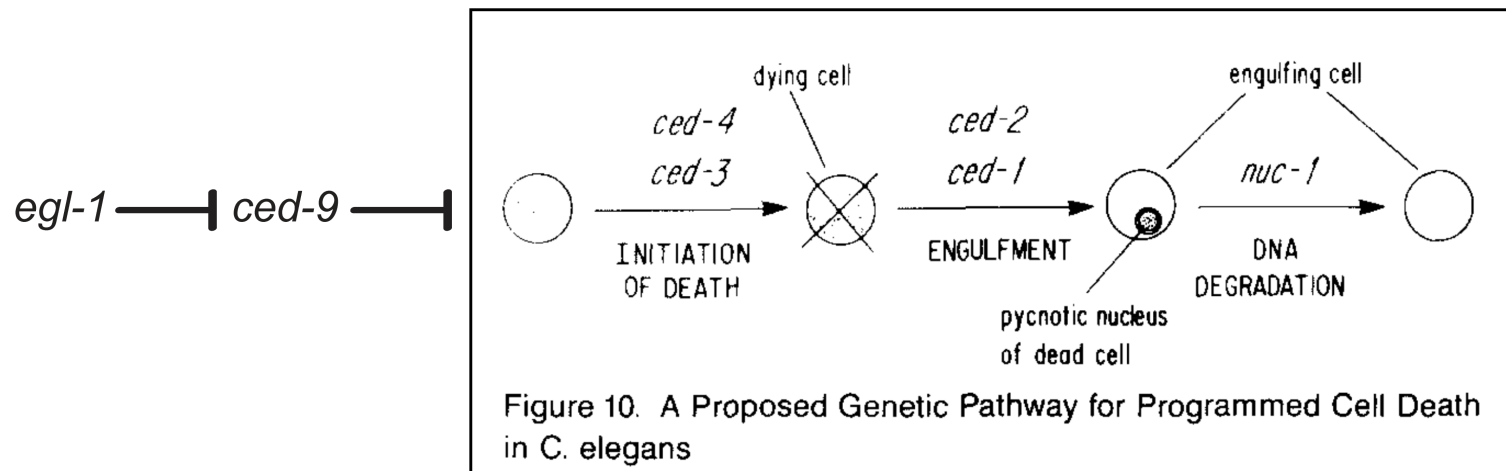 egl-1
ced-9
dying cell
engulfing cell
ced-4
ced-3
ced-2
ced-1
nuc-1
INITIATION
OF DEATH
ENGULFMENT
DNA
DEGRADATION
pycnotic nucleus
of dead cell
Figure 10. A Proposed Genetic Pathway for Programmed Cell Death
in C. elegans